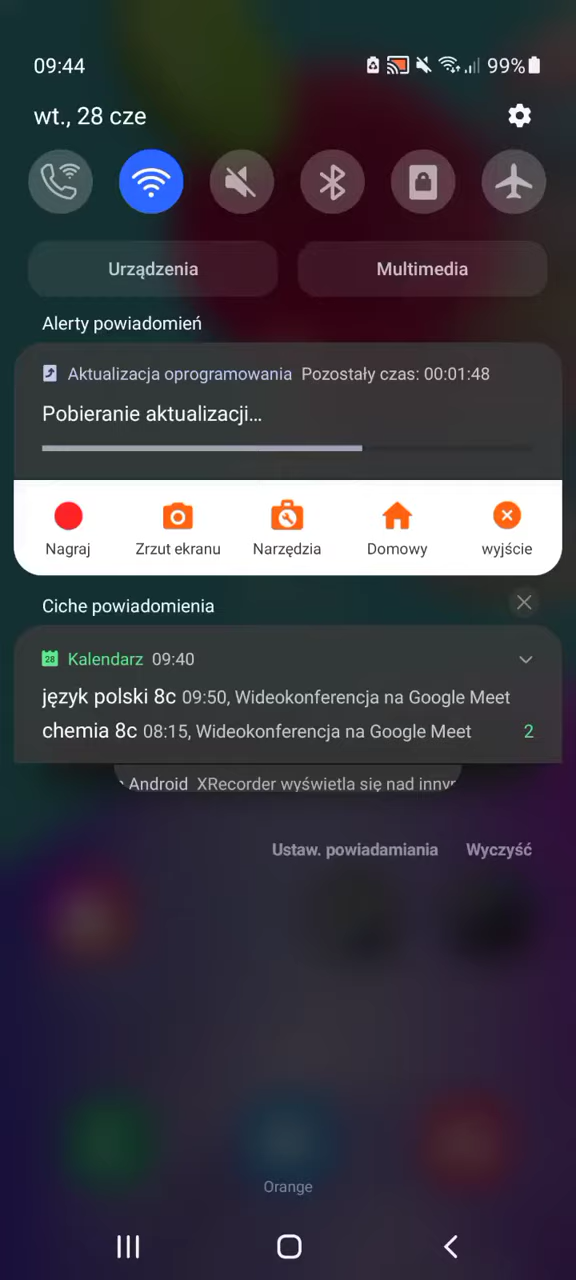 09:44 99%
wt., 28 cze
Urządzenia Multimedia
Alerty powiadomień
Aktualizacja oprogramowania Pozostały czas: 00:01:48
Pobieranie aktualizacji...
Nagraj Zrzut ekranu Narzędzia Domowy wyjście
Ciche powiadomienia
28 Kalendarz 09:40
język polski 8c 09:50, Wideokonferencja na Google Meet
chemia 8c 08:15, Wideokonferencja na Google Meet 2
Android XRecorder wyświetla się nad
Ustaw. powiadamiania Wyczyść
Orange